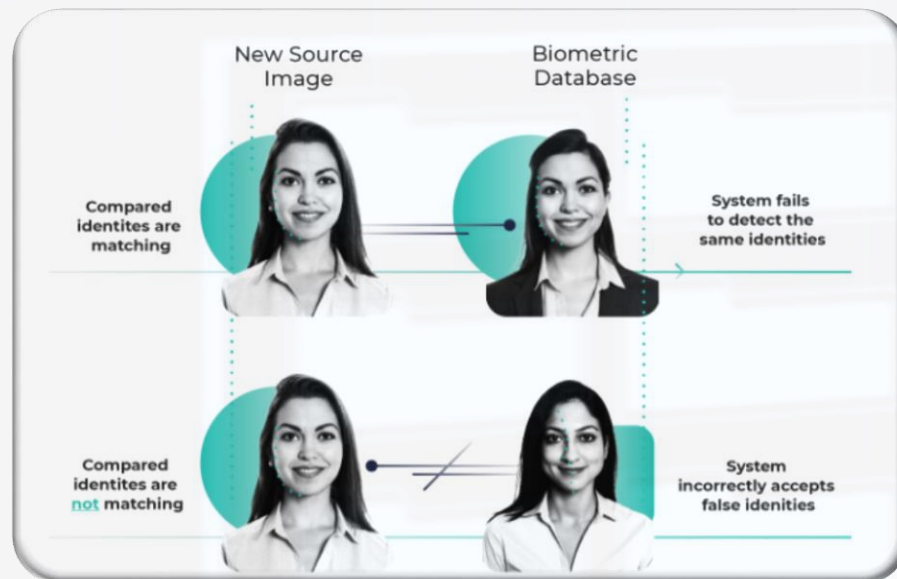 New Source
Image
Biometric
Database
Compared
identites are
matching
System fails
to detect the
same identities
Compared
identites are
not matching
System
incorrectly accepts
false idenities